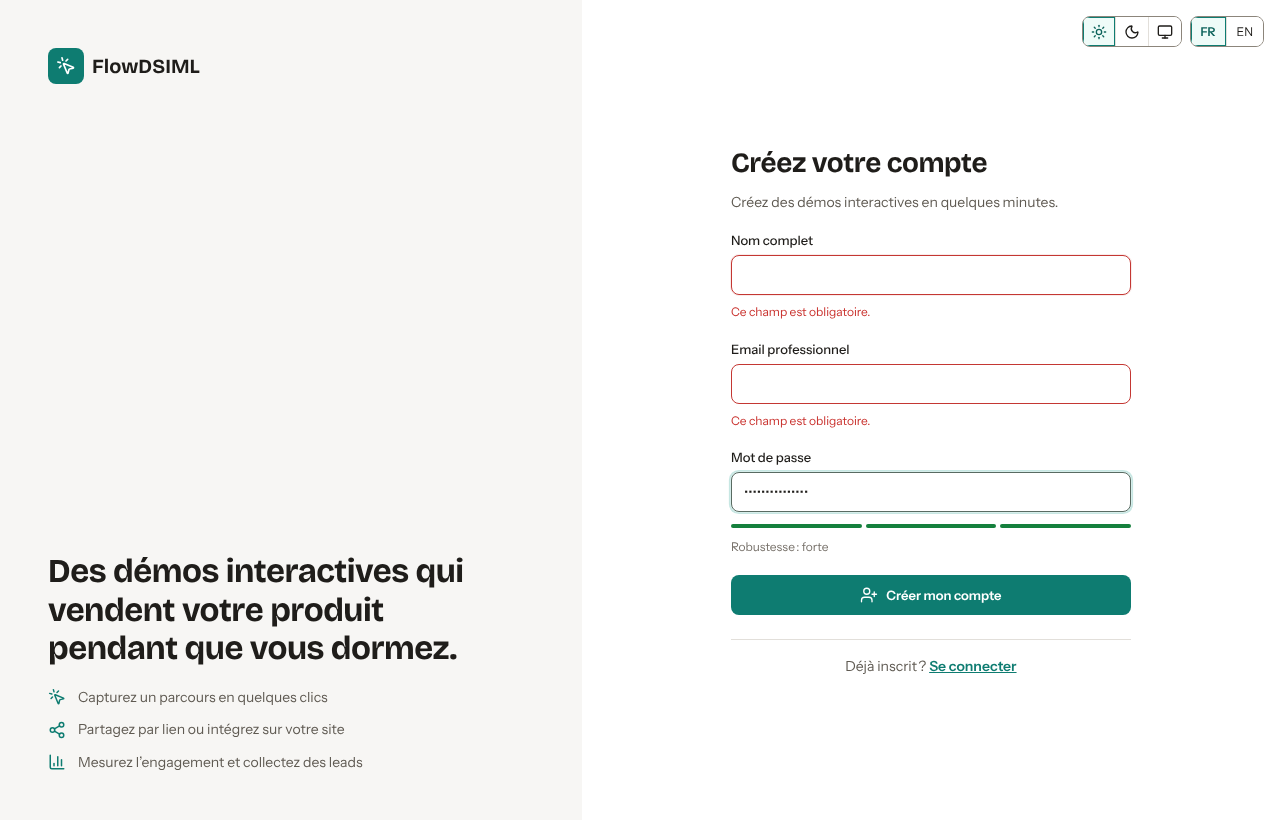 FlowDSIML
FR
EN
Créez votre compte
Créez des démos interactives en quelques minutes.
Nom complet
Ce champ est obligatoire.
Email professionnel
Ce champ est obligatoire.
Mot de passe
Robustesse : forte
Créer mon compte
Déjà inscrit ? Se connecter
Des démos interactives qui
vendent votre produit
pendant que vous dormez.
Capturez un parcours en quelques clics
Partagez par lien ou intégrez sur votre site
Mesurez l’engagement et collectez des leads